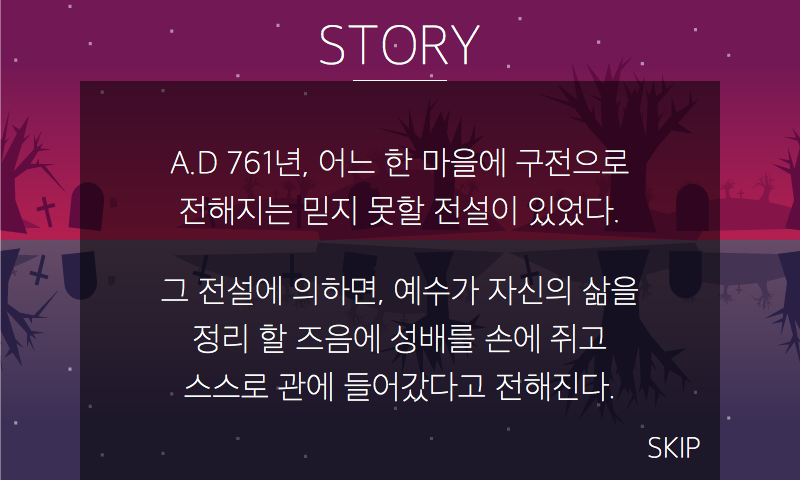 STORY
A.D 761년, 어느 한 마을에 구전으로
전해지는 믿지 못할 전설이 있었다.
그 전설에 의하면, 예수가 자신의 삶을
정리 할 즈음에 성배를 손에 쥐고
스스로 관에 들어갔다고 전해진다.
SKIP